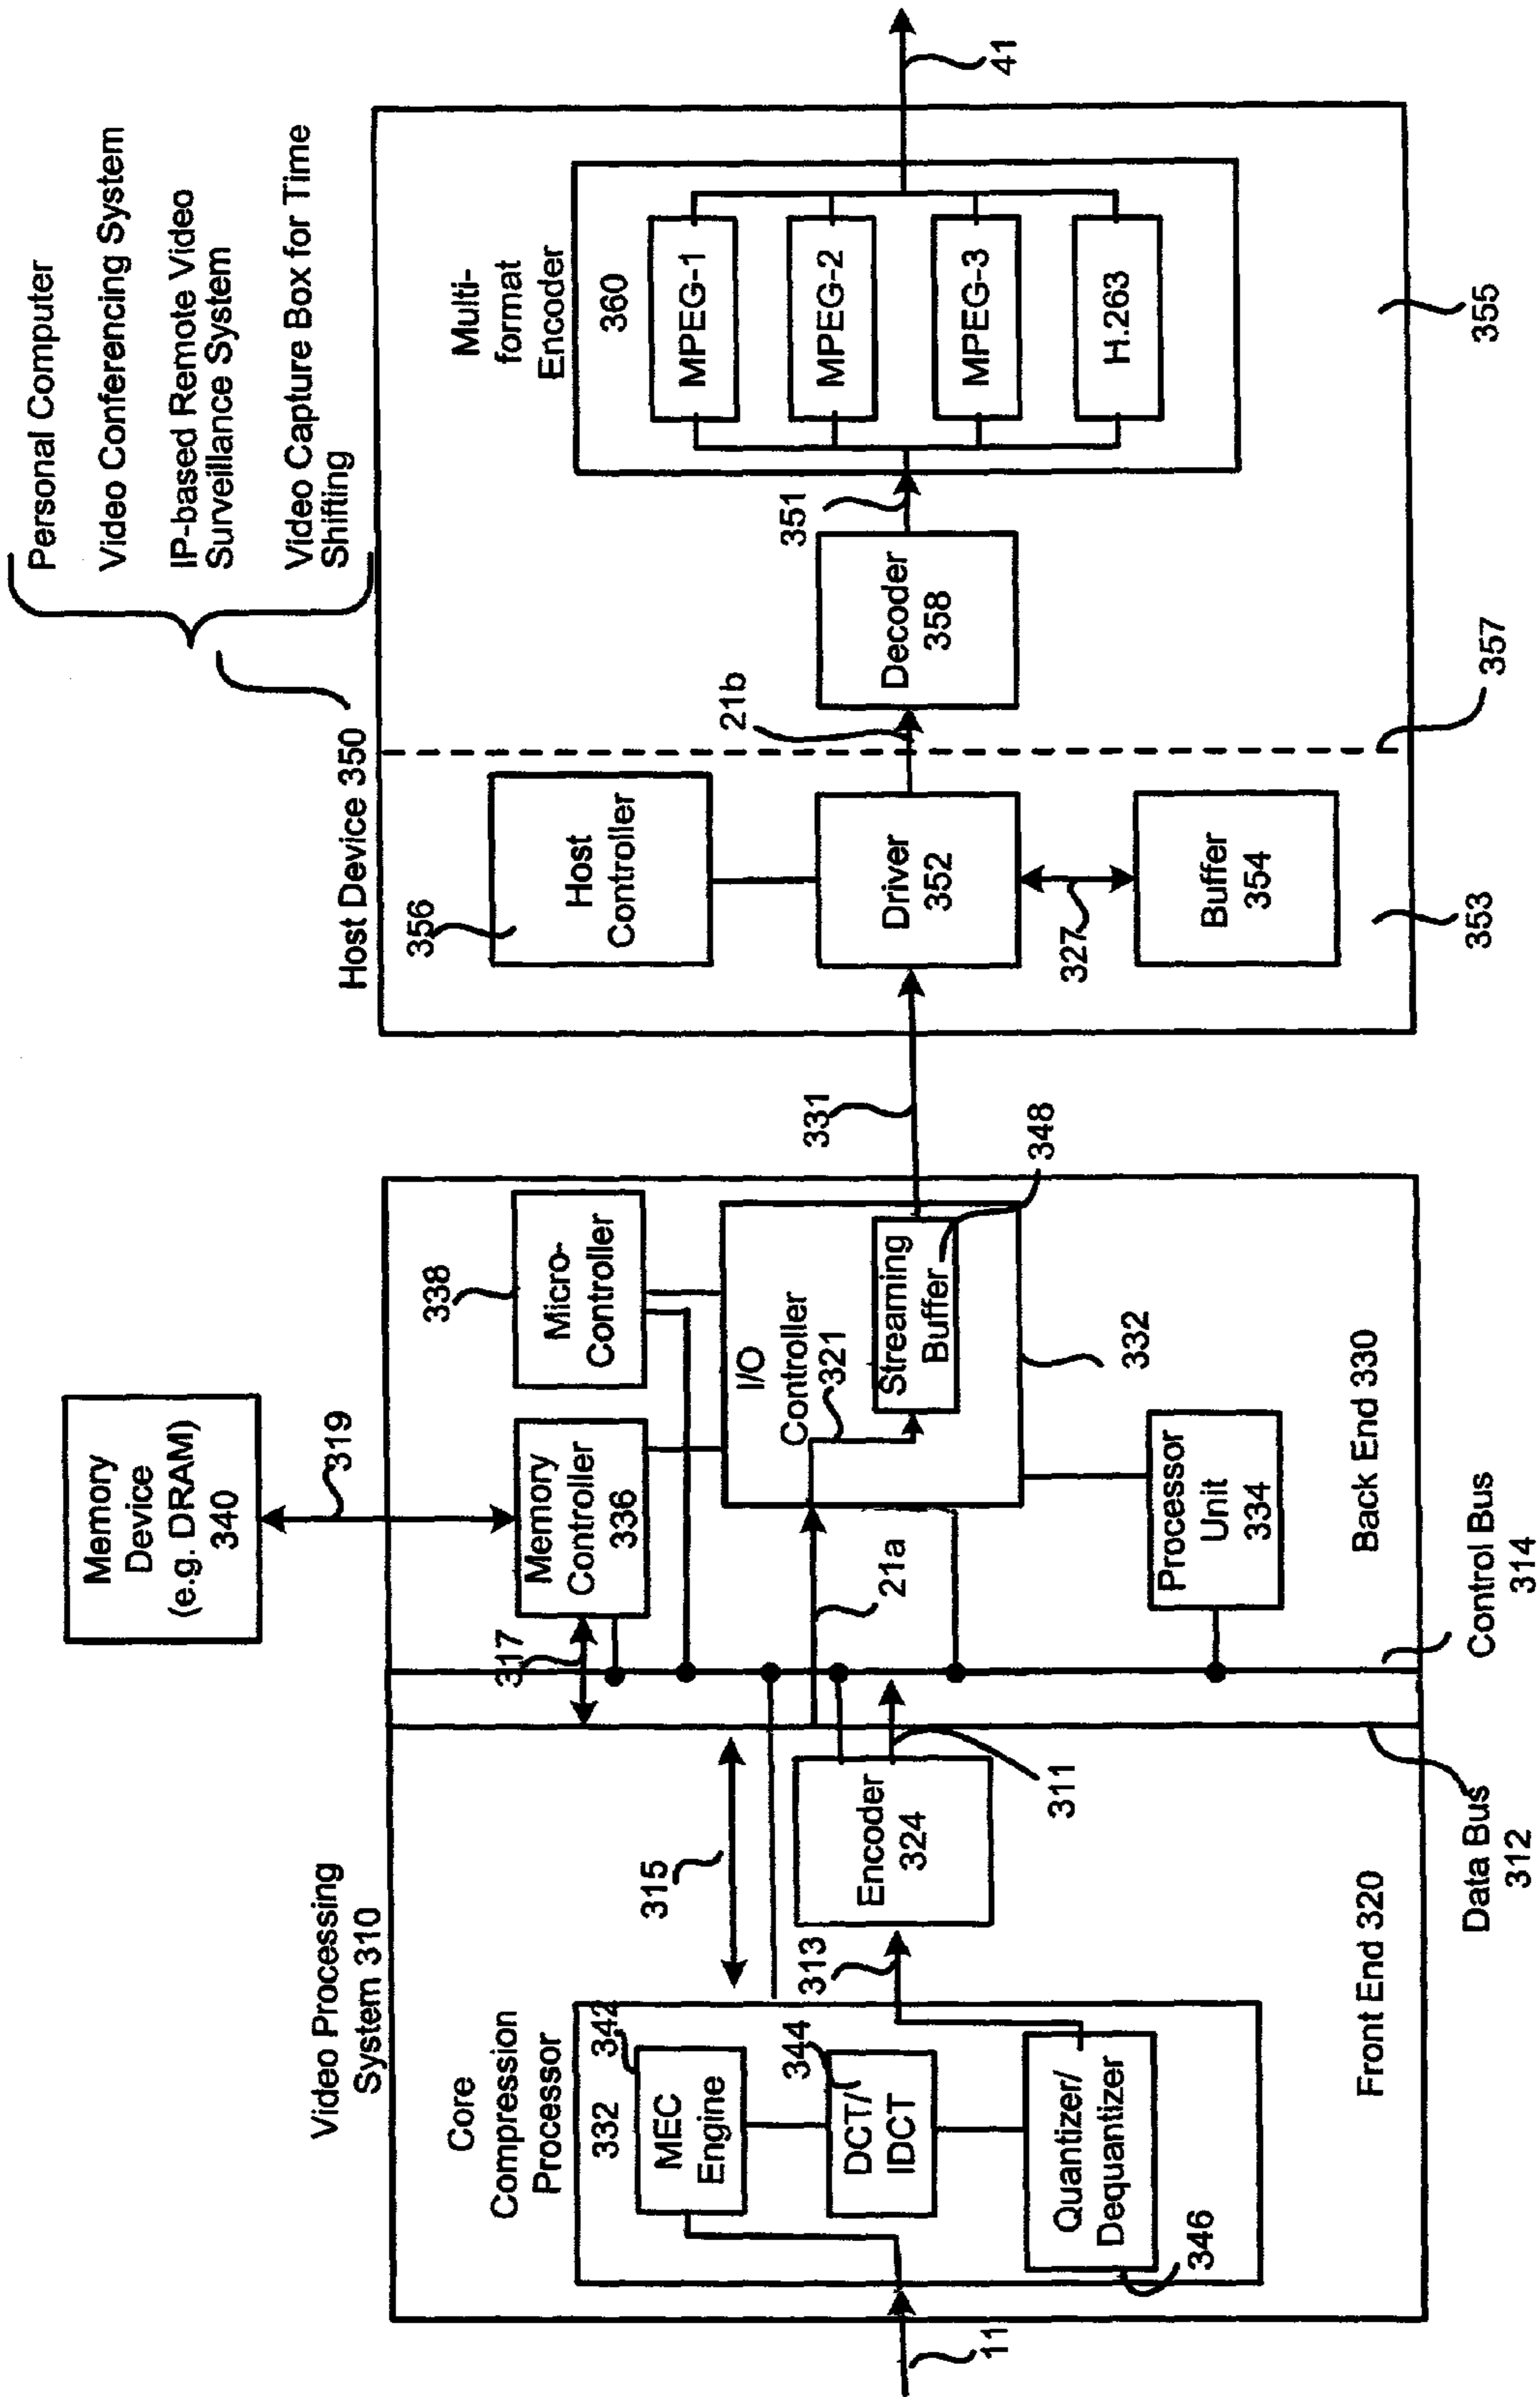 Personal Computer
Video Conferencing System
IP-based Remote Video
Surveillance System
Video Capture Box for Time
Shifting
Host Device 350
356
Host
Controller
Driver
352
327
Buffer
354
353
21b
357
Decoder
358
351
Multi-
format
Encoder
360
MPEG-1
MPEG-2
MPEG-3
H.263
355
41
331
Memory
Device
(e.g. DRAM)
340
319
Video Processing
System 310
Core
Compression
Processor
332
342
MEC
Engine
344
DCT/
IDCT
Quantizer/
Dequantizer
346
11
313
315
Encoder
324
311
Front End 320
Data Bus
312
Control Bus
314
317
Memory
Controller
336
338
Micro-
Controller
21a
I/O
Controller
321
Streaming
Buffer
348
332
Processor
Unit
334
Back End 330